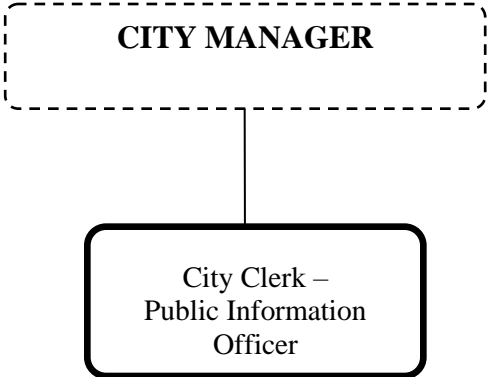 CITY MANAGER
City Clerk –
Public Information
Officer